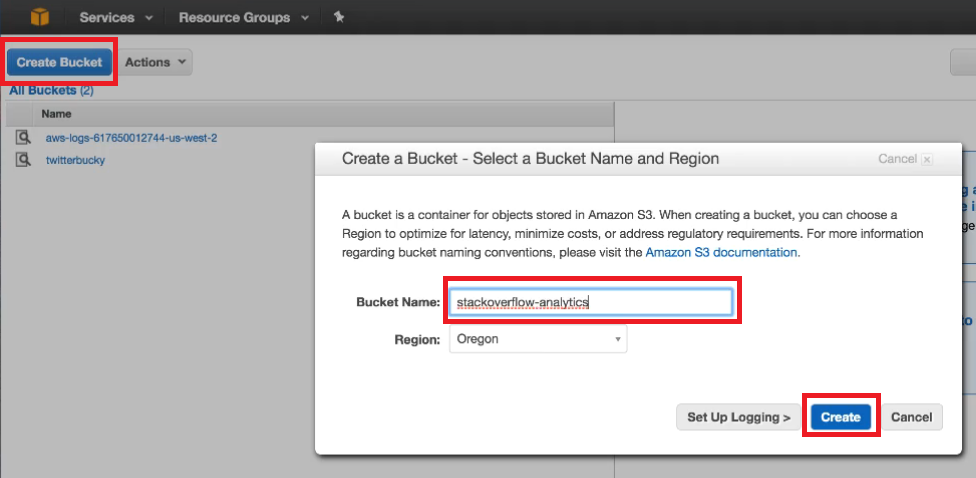 Services Resource Groups
Create Bucket Actions
All Buckets (2)
Name
aws-logs-617650012744-us-west-2
twitterbucky
Create a Bucket - Select a Bucket Name and Region Cancel x
A bucket is a container for objects stored in Amazon S3. When creating a bucket, you can choose a
Region to optimize for latency, minimize costs, or address regulatory requirements. For more information
regarding bucket naming conventions, please visit the Amazon S3 documentation.
Bucket Name: stackoverflow-analytics
Region: Oregon
Set Up Logging > Create Cancel
to